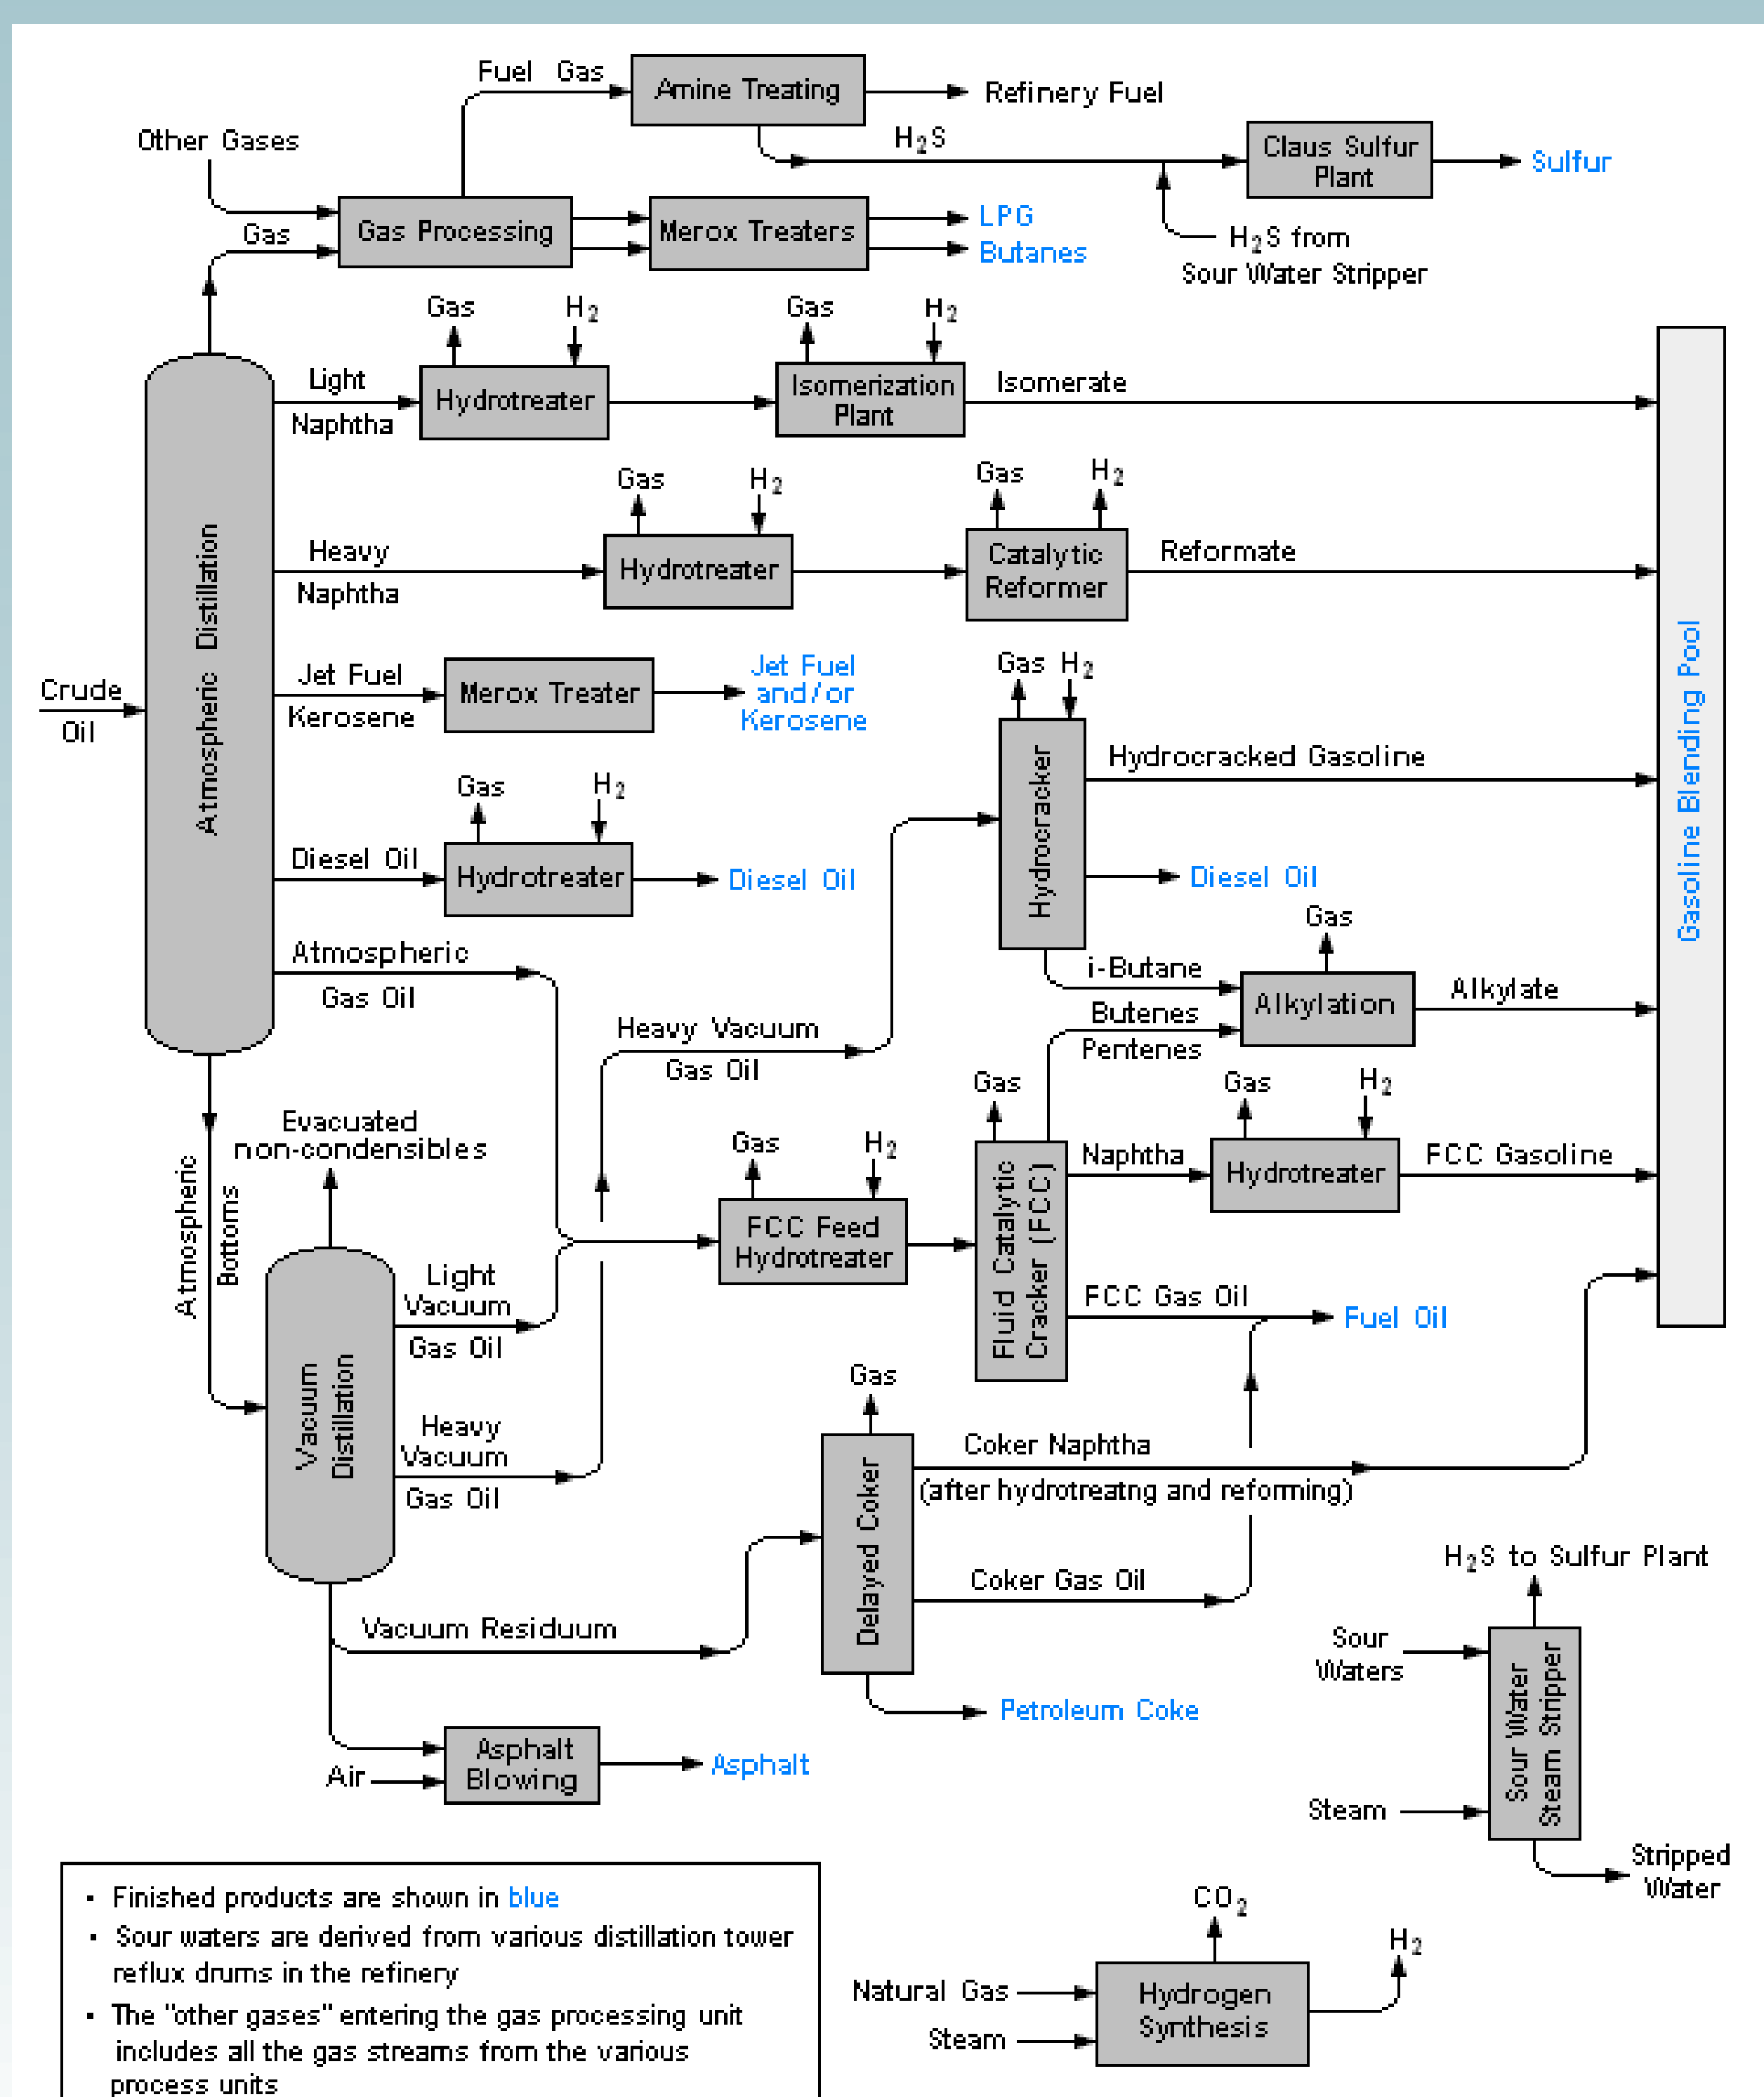 Fuel Gas
Amine Treating
Refinery Fuel
Other Gases
H₂S
Claus Sulfur
Plant
Sulfur
Gas
Gas Processing
Merox Treaters
LPG
Butanes
H₂S from
Sour Water Stripper
Gas
H₂
Gas
H₂
Light
Naphtha
Hydrotreater
Isomerization
Plant
Isomerate
Gas
H₂
Gas
H₂
Heavy
Naphtha
Hydrotreater
Catalytic
Reformer
Reformate
Atmospheric Distillation
Crude
Oil
Jet Fuel
Kerosene
Merox Treater
Jet Fuel
and/or
Kerosene
Gas
H₂
Hydrocracker
Hydrocracked Gasoline
Gasoline Blending Pool
Gas
H₂
Diesel Oil
Hydrotreater
Diesel Oil
Diesel Oil
Gas
Atmospheric
Gas Oil
i-Butane
Butenes
Pentenes
Alkylation
Alkylate
Heavy Vacuum
Gas Oil
Gas
Gas
H₂
Evacuated
non-condensibles
Gas
H₂
Naphtha
Hydrotreater
FCC Gasoline
Atmospheric
Bottoms
FCC Feed
Hydrotreater
Fluid Catalytic
Cracker (FCC)
Light
Vacuum
Gas Oil
FCC Gas Oil
Fuel Oil
Vacuum
Distillation
Gas
Heavy
Vacuum
Gas Oil
Delayed Coker
Coker Naphtha
(after hydrotreatng and reforming)
Coker Gas Oil
Vacuum Residuum
Petroleum Coke
H₂S to Sulfur Plant
Sour
Waters
Sour Water
Steam Stripper
Steam
Stripped
Water
Air
Asphalt
Blowing
Asphalt
▪ Finished products are shown in blue
▪ Sour waters are derived from various distillation tower
reflux drums in the refinery
▪ The "other gases" entering the gas processing unit
includes all the gas streams from the various
process units
CO₂
H₂
Natural Gas
Steam
Hydrogen
Synthesis